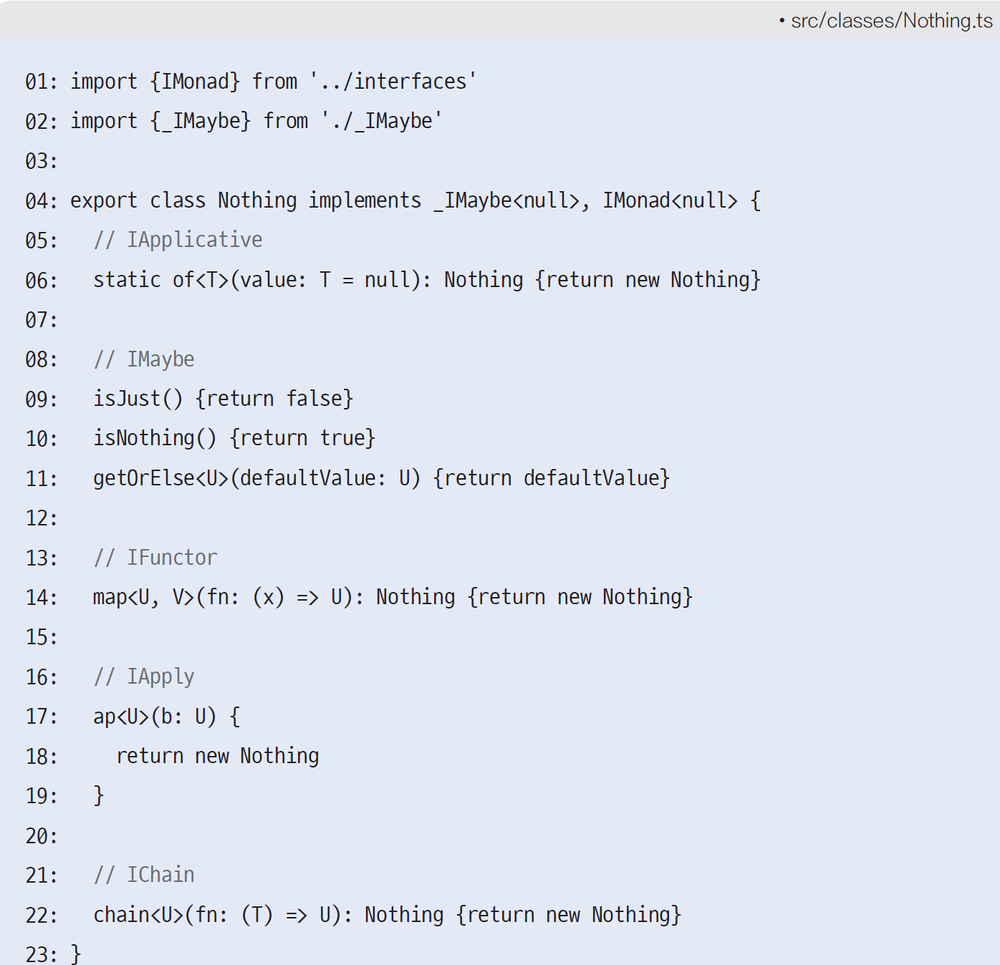 • src/classes/Nothing.ts
01: import {IMonad} from '../interfaces'
02: import {_IMaybe} from './_IMaybe'
03:
04: export class Nothing implements _IMaybe<null>, IMonad<null> {
05:   // IApplicative
06:   static of<T>(value: T = null): Nothing {return new Nothing}
07:
08:   // IMaybe
09:   isJust() {return false}
10:   isNothing() {return true}
11:   getOrElse<U>(defaultValue: U) {return defaultValue}
12:
13:   // IFunctor
14:   map<U, V>(fn: (x) => U): Nothing {return new Nothing}
15:
16:   // IApply
17:   ap<U>(b: U) {
18:     return new Nothing
19:   }
20:
21:   // IChain
22:   chain<U>(fn: (T) => U): Nothing {return new Nothing}
23: }